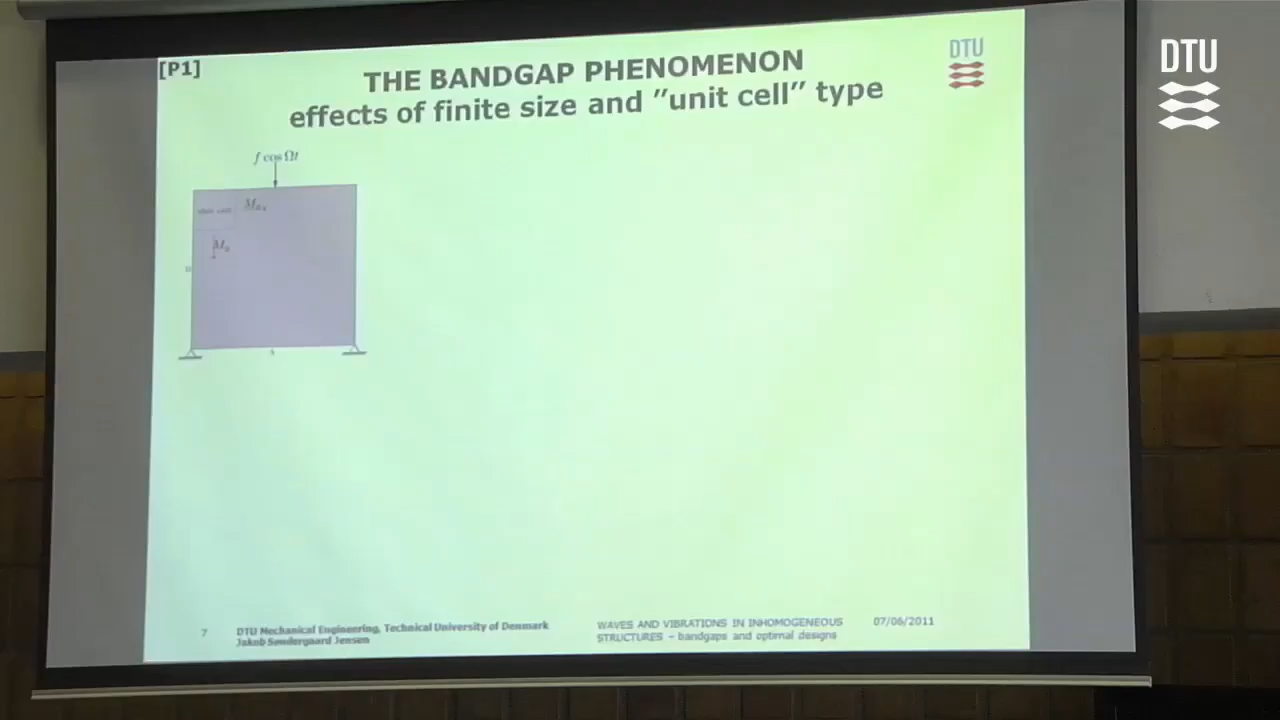 [P1]
THE BANDGAP PHENOMENON
effects of finite size and ”unit cell” type
DTU
DTU
f cos Ωt
7
DTU Mechanical Engineering, Technical University of Denmark
Jakob Søndergaard Jensen
WAVES AND VIBRATIONS IN INHOMOGENEOUS
STRUCTURES – bandgaps and optimal designs
07/06/2011